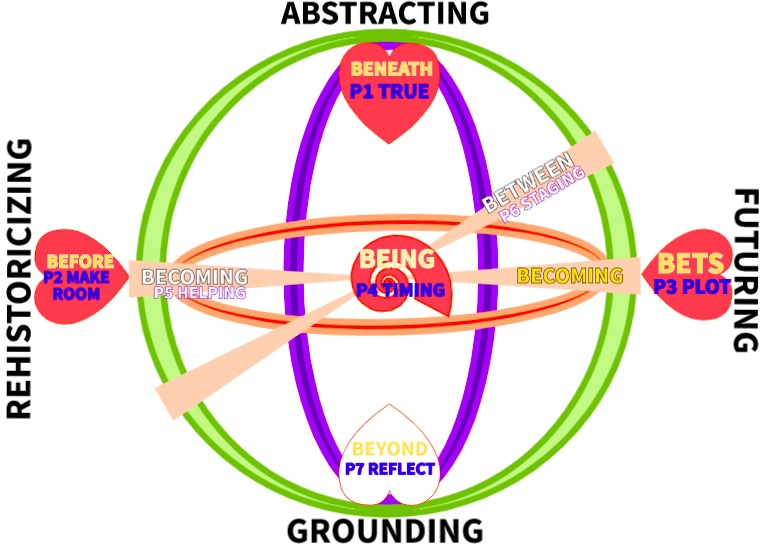 ABSTRACTING
BENEATH
P1 TRUE
BETWEEN
P6 STAGING
REHISTORICIZING
BEFORE
P2 MAKE
ROOM
BECOMING
P5 HELPING
BEING
P4 TIMING
BECOMING
BETS
P3 PLOT
FUTURING
BEYOND
P7 REFLECT
GROUNDING